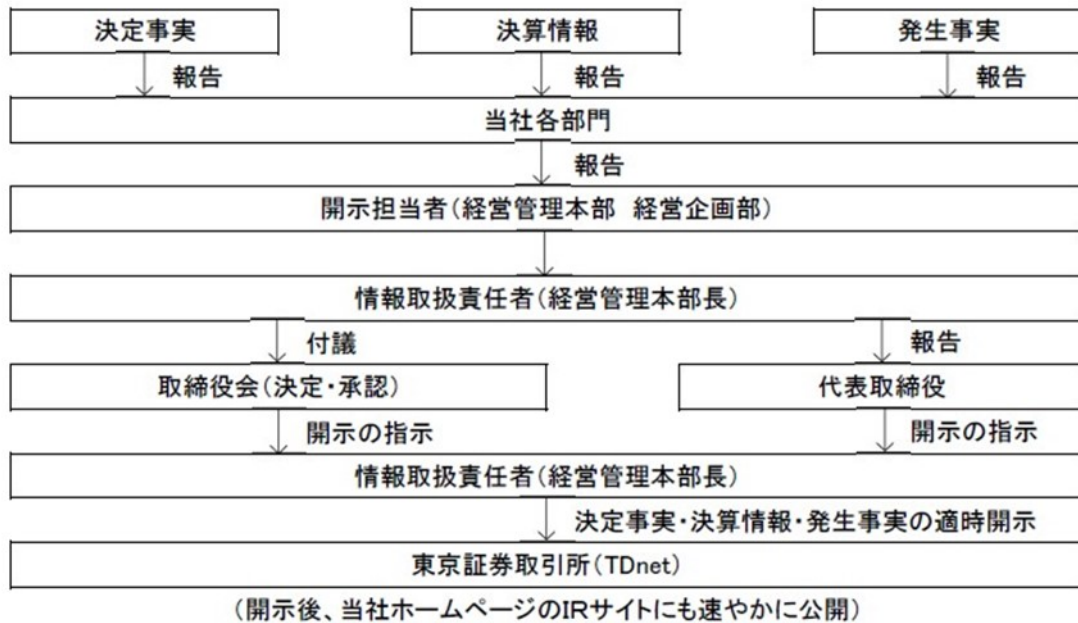 決定事実 決算情報 発生事実
報告 報告 報告
当社各部門
報告
開示担当者(経営管理本部 経営企画部)
情報取扱責任者(経営管理本部長)
付議 報告
取締役会(決定・承認) 代表取締役
開示の指示 開示の指示
情報取扱責任者(経営管理本部長)
決定事実・決算情報・発生事実の適時開示
東京証券取引所(TDnet)
(開示後、当社ホームページのIRサイトにも速やかに公開)